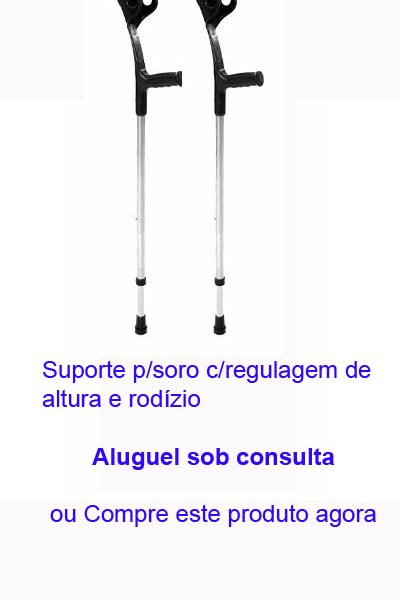 Suporte p/soro c/regulagem de
altura e rodízio
Aluguel sob consulta
ou Compre este produto agora